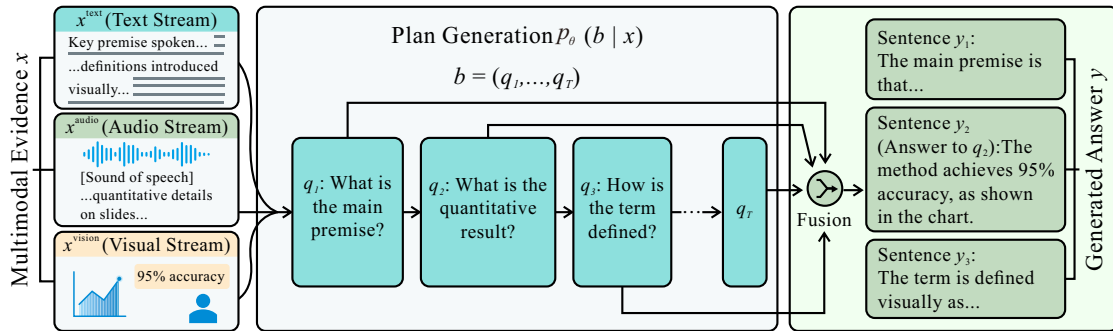 Multimodal Evidence x
x^text (Text Stream)
Key premise spoken...
...definitions introduced
visually...
x^audio (Audio Stream)
[Sound of speech]
...quantitative details
on slides...
x^vision (Visual Stream)
95% accuracy
Plan Generation p_θ (b | x)
b = (q_1,...,q_T)
q_1: What is
the main
premise?
q_2: What is the
quantitative
result?
q_3: How is
the term
defined?
q_T
Fusion
Sentence y_1:
The main premise is
that...
Sentence y_2
(Answer to q_2):The
method achieves 95%
accuracy, as shown
in the chart.
Sentence y_3:
The term is defined
visually as...
Generated Answer y